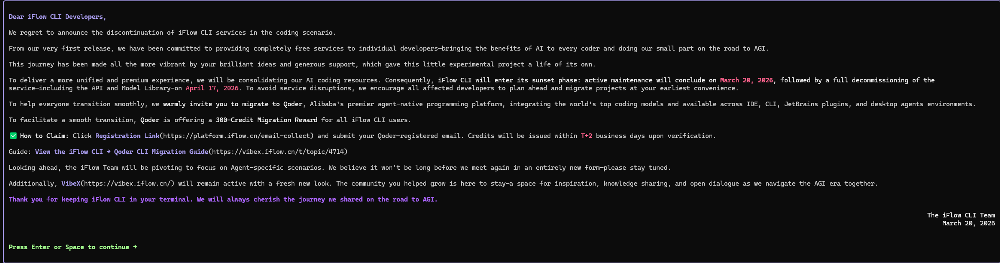 Dear iFlow CLI Developers,
We regret to announce the discontinuation of iFlow CLI services in the coding scenario.
From our very first release, we have been committed to providing completely free services to individual developers—bringing the benefits of AI to every coder and doing our small part on the road to AGI.
This journey has been made all the more vibrant by your brilliant ideas and generous support, which gave this little experimental project a life of its own.
To deliver a more unified and premium experience, we will be consolidating our AI coding resources. Consequently, iFlow CLI will enter its sunset phase: active maintenance will conclude on March 20, 2026, followed by a full decommissioning of the
service—including the API and Model Library—on April 17, 2026. To avoid service disruptions, we encourage all affected developers to plan ahead and migrate projects at your earliest convenience.
To help everyone transition smoothly, we warmly invite you to migrate to Qoder, Alibaba's premier agent-native programming platform, integrating the world's top coding models and available across IDE, CLI, JetBrains plugins, and desktop agents environments.
To facilitate a smooth transition, Qoder is offering a 300-Credit Migration Reward for all iFlow CLI users.
✅ How to Claim: Click Registration Link(https://platform.iflow.cn/email-collect) and submit your Qoder-registered email. Credits will be issued within T+2 business days upon verification.
Guide: View the iFlow CLI → Qoder CLI Migration Guide(https://vibex.iflow.cn/t/topic/4714)
Looking ahead, the iFlow Team will be pivoting to focus on Agent-specific scenarios. We believe it won't be long before we meet again in an entirely new form—please stay tuned.
Additionally, VibeX(https://vibex.iflow.cn/) will remain active with a fresh new look. The community you helped grow is here to stay—a space for inspiration, knowledge sharing, and open dialogue as we navigate the AGI era together.
Thank you for keeping iFlow CLI in your terminal. We will always cherish the journey we shared on the road to AGI.
The iFlow CLI Team
March 20, 2026
Press Enter or Space to continue →